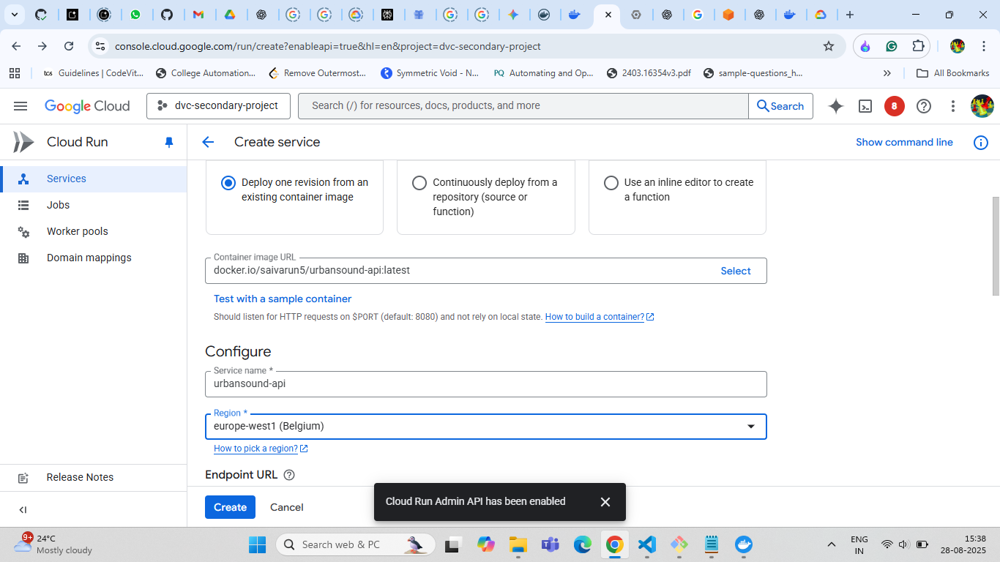 console.cloud.google.com/run/create?enableapi=true&hl=en&project=dvc-secondary-project
tcs Guidelines | CodeVit...
College Automation...
Remove Outermost...
Symmetric Void - N...
PQ Automating and Op...
2403.16354v3.pdf
sample-questions_h...
All Bookmarks
Google Cloud
dvc-secondary-project
Search (/) for resources, docs, products, and more
Search
8
Cloud Run
Create service
Show command line
Services
Jobs
Worker pools
Domain mappings
Release Notes
Deploy one revision from an
existing container image
Continuously deploy from a
repository (source or
function)
Use an inline editor to create
a function
Container image URL
docker.io/saivarun5/urbansound-api:latest
Select
Test with a sample container
Should listen for HTTP requests on $PORT (default: 8080) and not rely on local state. How to build a container?
Configure
Service name *
urbansound-api
Region *
europe-west1 (Belgium)
How to pick a region?
Endpoint URL
Create
Cancel
Cloud Run Admin API has been enabled
9+
24°C
Mostly cloudy
Search web & PC
ENG
IN
15:38
28-08-2025